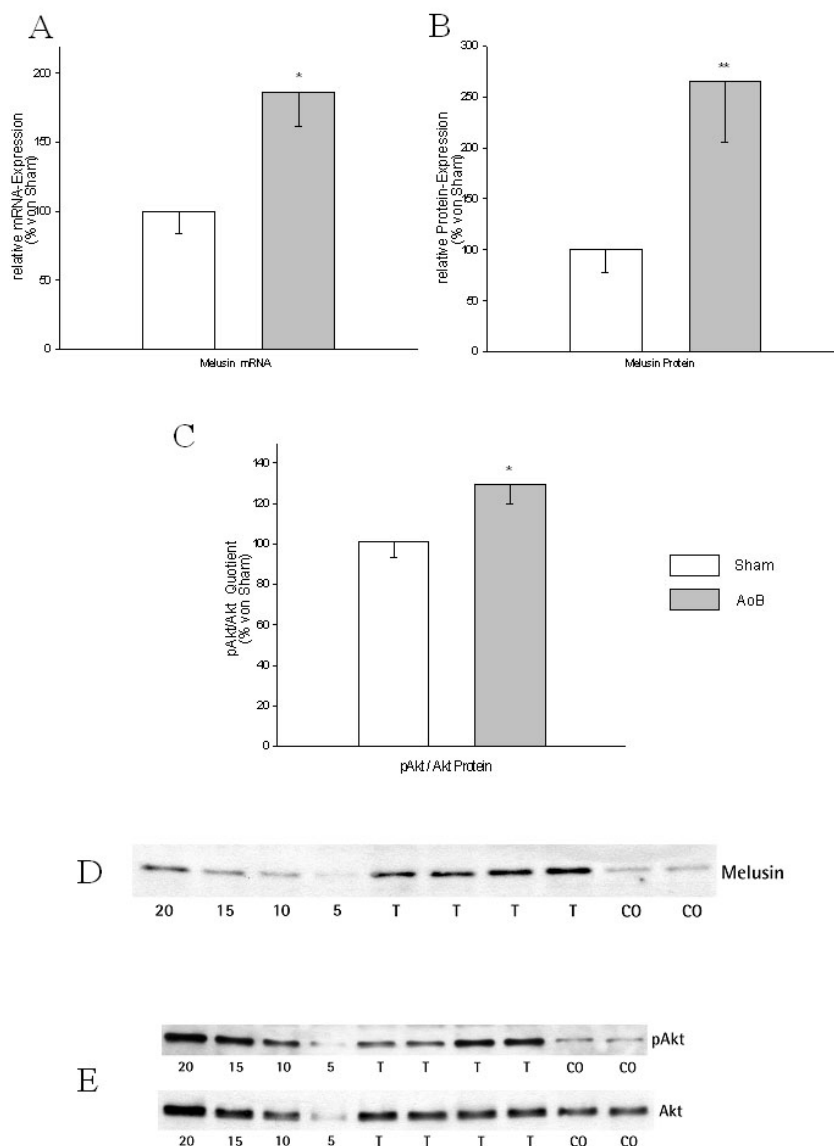 A
relative mRNA-Expression
(% von Sham)
200
150
100
50
0
*
Melusin mRNA
B
relative Protein-Expression
(% von Sham)
300
250
200
150
100
50
0
**
Melusin Protein
C
pAkt/Akt Quotient
(% von Sham)
140
120
100
80
60
40
20
0
*
pAkt / Akt Protein
Sham
AoB
D
Melusin
20 15 10 5 T T T T CO CO
E
pAkt
20 15 10 5 T T T T CO CO
Akt
20 15 10 5 T T T T CO CO